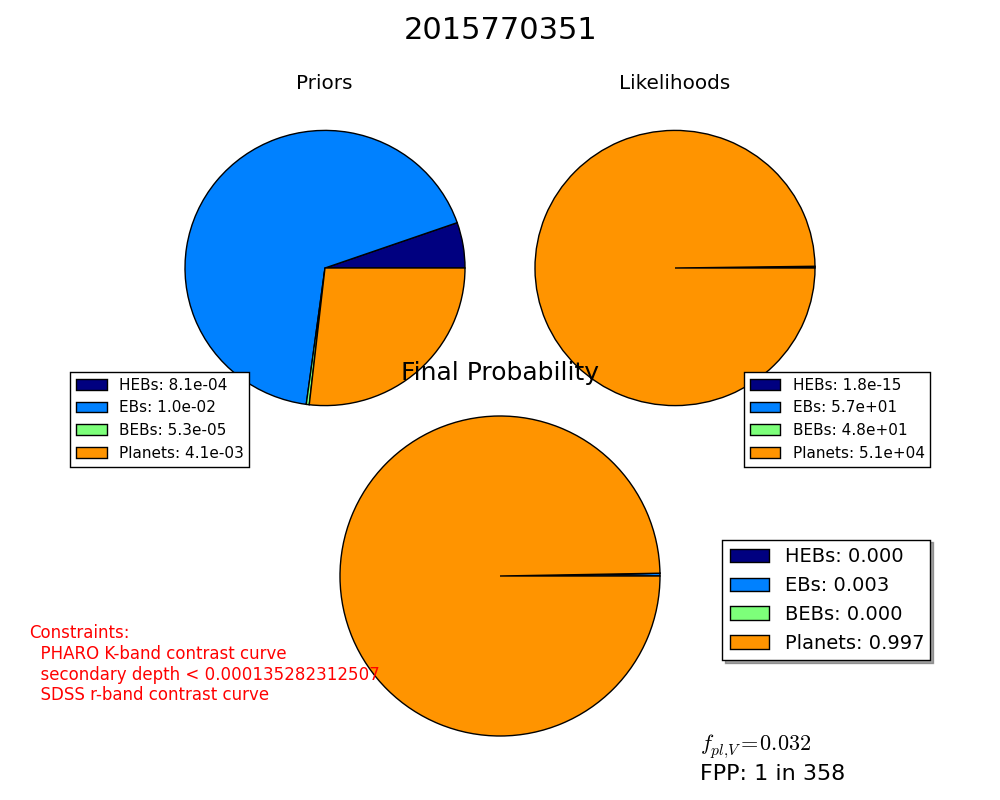 2015770351
Priors
Likelihoods
HEBs: 8.1e-04
EBs: 1.0e-02
BEBs: 5.3e-05
Planets: 4.1e-03
HEBs: 1.8e-15
EBs: 5.7e+01
BEBs: 4.8e+01
Planets: 5.1e+04
Final Probability
HEBs: 0.000
EBs: 0.003
BEBs: 0.000
Planets: 0.997
Constraints:
PHARO K-band contrast curve
secondary depth < 0.000135282312507
SDSS r-band contrast curve
f_{pl,V} = 0.032
FPP: 1 in 358